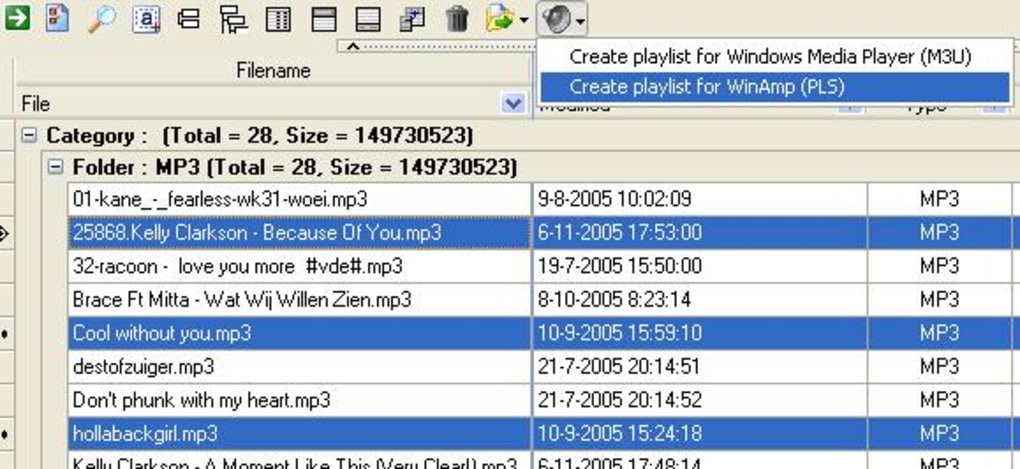 Create playlist for Windows Media Player (M3U)
Create playlist for WinAmp (PLS)
Filename
File Modified Type
Category : (Total = 28, Size = 149730523)
Folder : MP3 (Total = 28, Size = 149730523)
01-kane_-_fearless-wk31-woei.mp3 9-8-2005 10:02:09 MP3
25868.Kelly Clarkson - Because Of You.mp3 6-11-2005 17:53:00 MP3
32-racoon - love you more #vde#.mp3 19-7-2005 15:50:00 MP3
Brace Ft Mitta - Wat Wij Willen Zien.mp3 8-10-2005 8:23:14 MP3
Cool without you.mp3 10-9-2005 15:59:10 MP3
destofzuiger.mp3 21-7-2005 20:14:51 MP3
Don't phunk with my heart.mp3 21-7-2005 20:14:52 MP3
hollabackgirl.mp3 10-9-2005 15:24:18 MP3
Kelly Clarkson - A Moment Like This (Very Clear!).mp3 6-11-2005 17:48:14 MP3